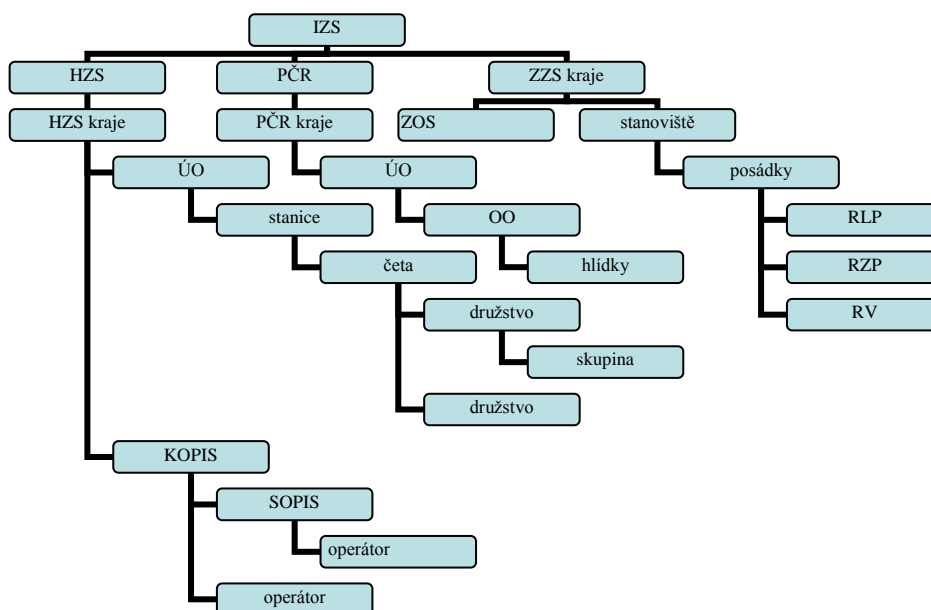 IZS
HZS
PČR
ZZS kraje
HZS kraje
PČR kraje
ZOS
stanoviště
ÚO
ÚO
posádky
stanice
OO
RLP
četa
hlídky
RZP
družstvo
RV
skupina
družstvo
KOPIS
SOPIS
operátor
operátor